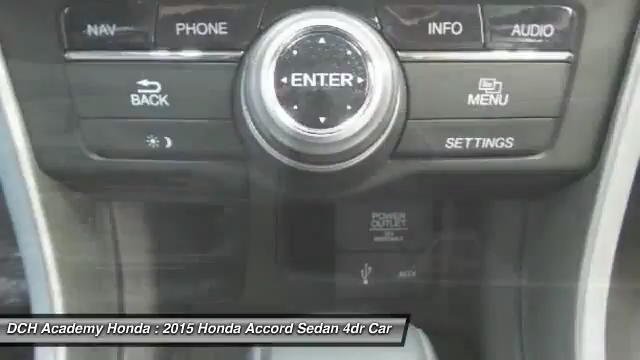 NAV PHONE INFO AUDIO
ENTER
BACK MENU
SETTINGS
POWER
OUTLET
DCH Academy Honda : 2015 Honda Accord Sedan 4dr Car